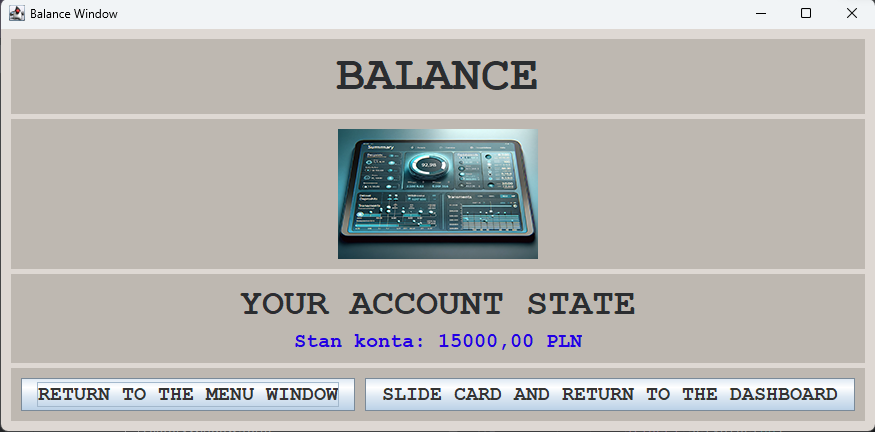 Balance Window
BALANCE
Summary
YOUR ACCOUNT STATE
Stan konta: 15000,00 PLN
RETURN TO THE MENU WINDOW
SLIDE CARD AND RETURN TO THE DASHBOARD